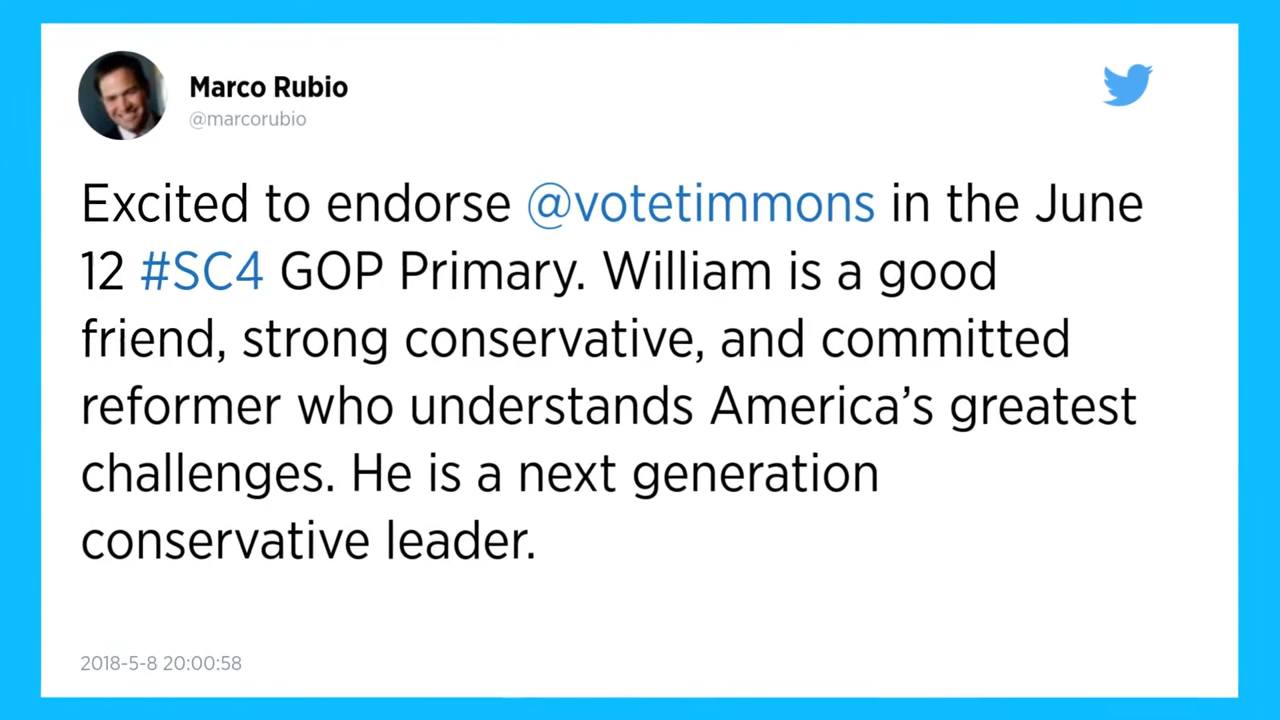 Marco Rubio
@marcorubio
Excited to endorse @votetimmons in the June
12 #SC4 GOP Primary. William is a good
friend, strong conservative, and committed
reformer who understands America’s greatest
challenges. He is a next generation
conservative leader.
2018-5-8 20:00:58